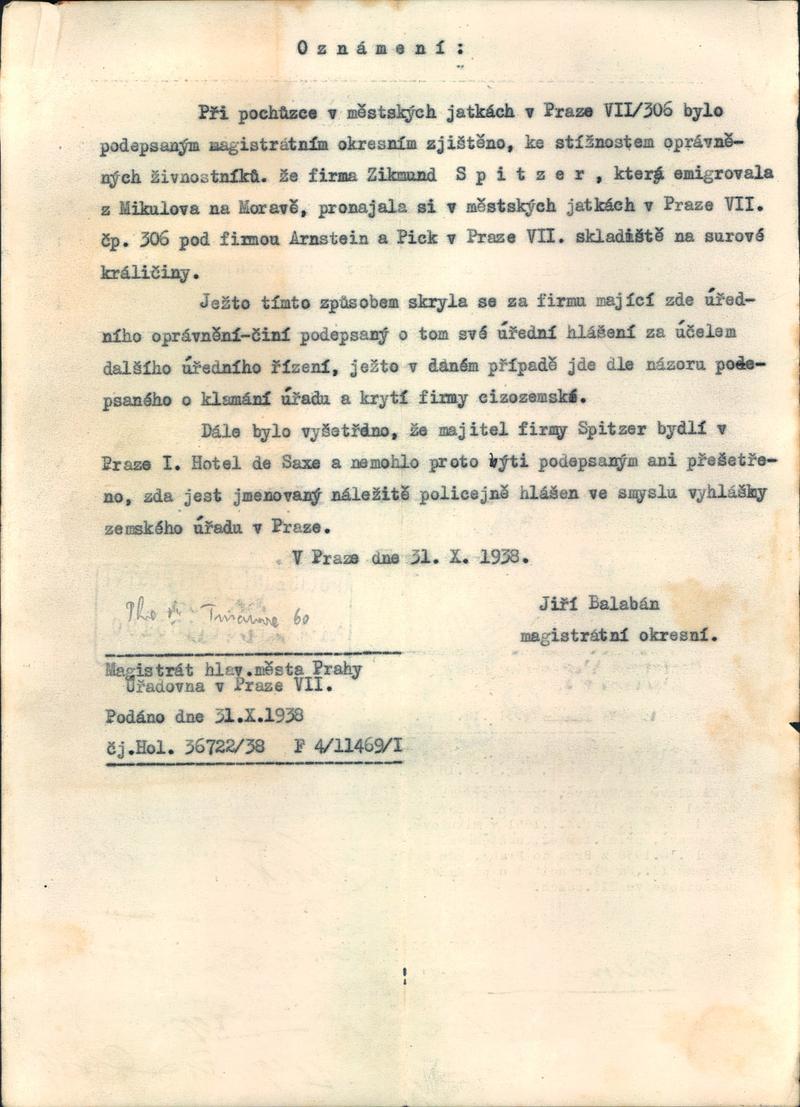 Oznámení:
Při pochůzce v městských jatkách v Praze VII/306 bylo
podepsaným magistrátním okresním zjištěno, ke stížnostem oprávně-
ných živnostníků. že firma Zikmund Spitzer, která emigrovala
z Mikulova na Moravě, pronajala si v městských jatkách v Praze VII.
čp. 306 pod firmou Arnstein a Pick v Praze VII. skladiště na surové
králičiny.
Ježto tímto způsobem skryla se za firmu mající zde úřed-
ního oprávnění-činí podepsaný o tom své úřední hlášení za účelem
dalšího úředního řízení, ježto v daném případě jde dle názoru pode-
psaného o klamání úřadu a krytí firmy cizozemské.
Dále bylo vyšetřdno, že majitel firmy Spitzer bydlí v
Praze I. Hotel de Saxe a nemohlo proto býti podepsaným ani přešetře-
no, zda jest jmenovaný náležitě policejně hlášen ve smyslu vyhlášky
zemského úřadu v Praze.
V Praze dne 31. X. 1938.
Jiří Balabán
magistrátní okresní.
60
Magistrát hlav.města Prahy
Úřadovna v Praze VII.
Podáno dne 31.X.1938
čj.Hol. 36722/38 F 4/11469/I